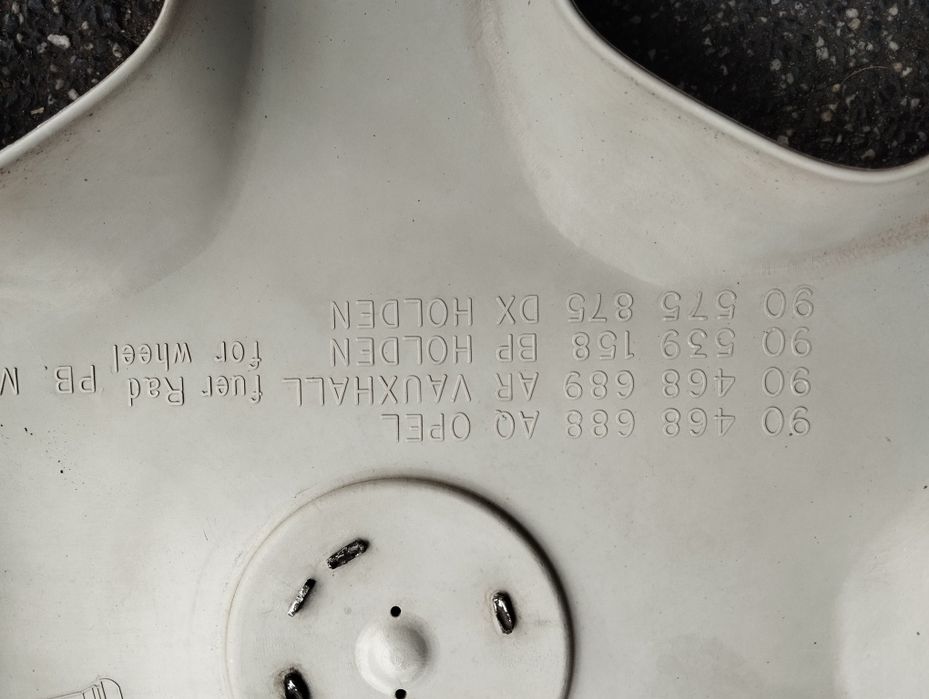 90 468 688 AQ OPEL
90 468 689 AR VAUXHALL fuer Rad PB. M
90 539 158 BP HOLDEN for wheel
90 575 875 DX HOLDEN